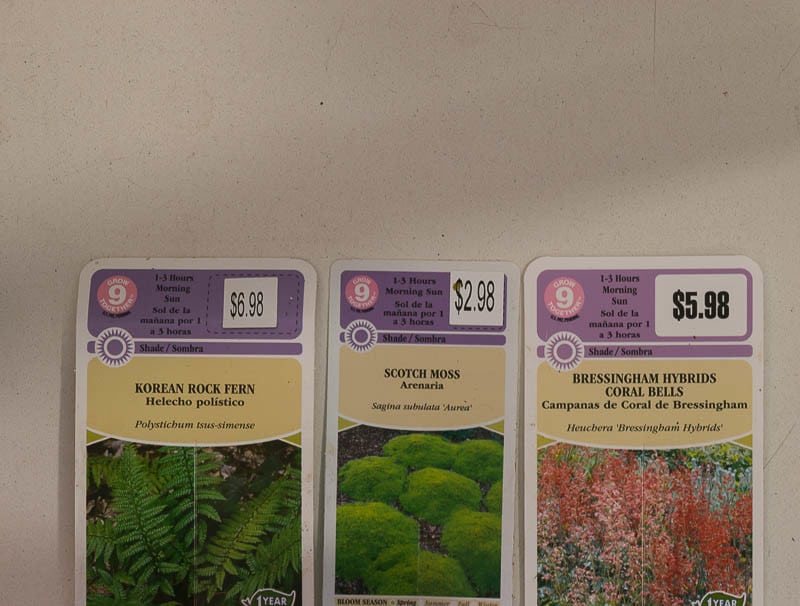 GROW
9
TOGETHER
1-3 Hours
Morning
Sun
Sol de la
mañana por 1
a 3 horas
$6.98
Shade / Sombra
KOREAN ROCK FERN
Helecho polístico
Polystichum tsus-simense
1 YEAR
GROW
9
TOGETHER
1-3 Hours
Morning Sun
Sol de la
mañana por 1
a 3 horas
$2.98
Shade / Sombra
SCOTCH MOSS
Arenaria
Sagina subulata 'Aurea'
BLOOM SEASON • Spring Summer Fall Winter
GROW
9
TOGETHER
1-3 Hours
Morning
Sun
Sol de la
mañana por 1
a 3 horas
$5.98
Shade / Sombra
BRESSINGHAM HYBRIDS
CORAL BELLS
Campanas de Coral de Bressingham
Heuchera 'Bressingham Hybrids'
1 YEAR